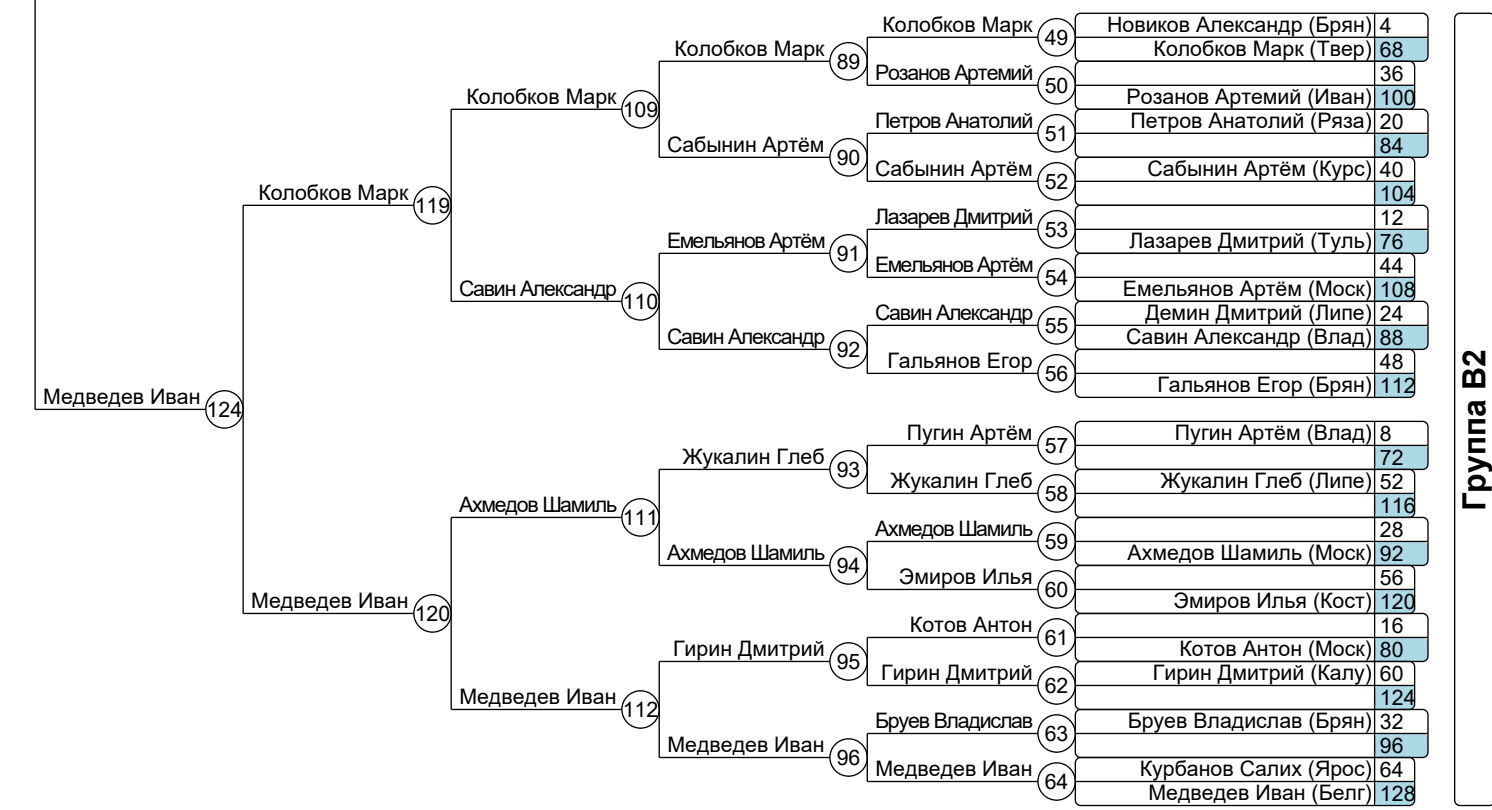 Колобков Марк 49 Новиков Александр (Брян) 4
Колобков Марк 89 Колобков Марк (Твер) 68
Розанов Артемий 50 36
Колобков Марк 109 Розанов Артемий (Иван) 100
Петров Анатолий 51 Петров Анатолий (Ряза) 20
Сабынин Артём 90 84
Сабынин Артём 52 Сабынин Артём (Курс) 40
Колобков Марк 119 104
Лазарев Дмитрий 53 12
Емельянов Артём 91 Лазарев Дмитрий (Туль) 76
Емельянов Артём 54 44
Савин Александр 110 Емельянов Артём (Моск) 108
Савин Александр 55 Демин Дмитрий (Липе) 24
Савин Александр 92 Савин Александр (Влад) 88
Гальянов Егор 56 48
Гальянов Егор (Брян) 112
Медведев Иван 124
Пугин Артём 57 Пугин Артём (Влад) 8
Жукалин Глеб 93 72
Жукалин Глеб 58 Жукалин Глеб (Липе) 52
Ахмедов Шамиль 111 116
Ахмедов Шамиль 59 28
Ахмедов Шамиль 94 Ахмедов Шамиль (Моск) 92
Эмиров Илья 60 56
Медведев Иван 120 Эмиров Илья (Кост) 120
Котов Антон 61 16
Гирин Дмитрий 95 Котов Антон (Моск) 80
Гирин Дмитрий 62 Гирин Дмитрий (Калу) 60
Медведев Иван 112 124
Бруев Владислав 63 Бруев Владислав (Брян) 32
Медведев Иван 96 96
Медведев Иван 64 Курбанов Салих (Ярос) 64
Медведев Иван (Белг) 128
Группа B2